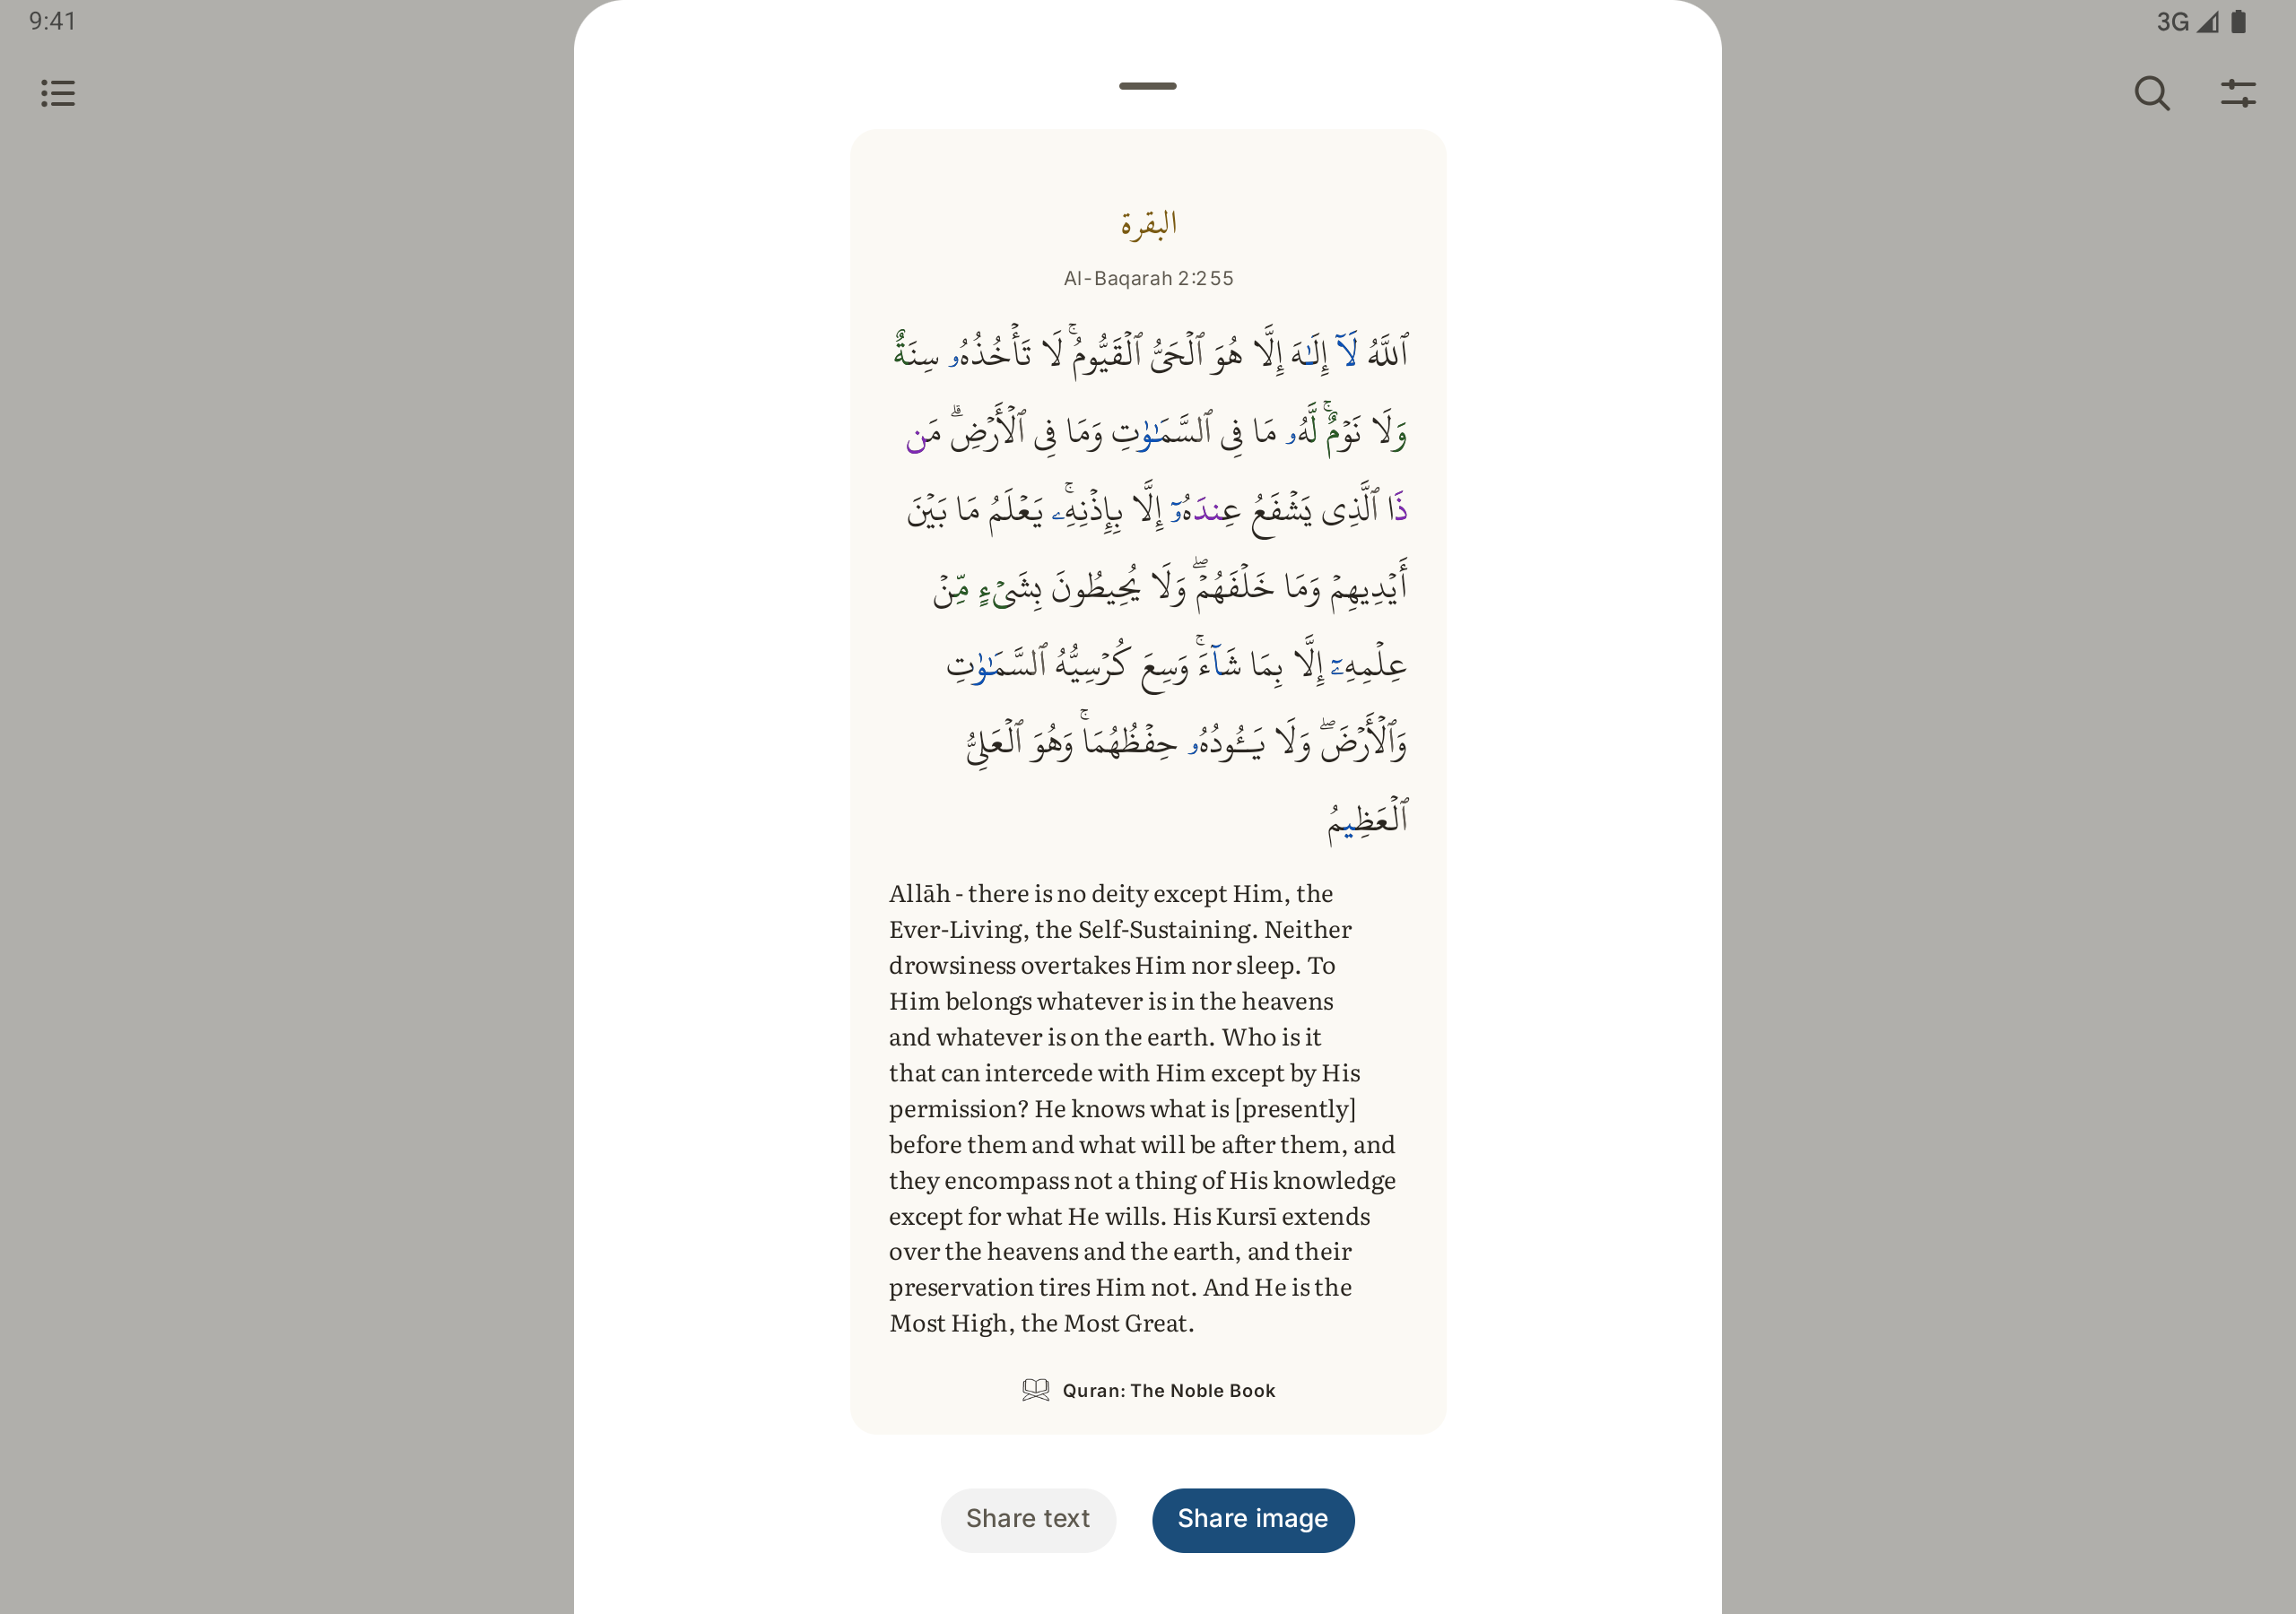 9:41
3G
البقرة
Al-Baqarah 2:255
ٱللَّهُ لَآ إِلَـٰهَ إِلَّا هُوَ ٱلْحَىُّ ٱلْقَيُّومُ ۚ لَا تَأْخُذُهُۥ سِنَةٌ
وَلَا نَوْمٌ ۚ لَّهُۥ مَا فِى ٱلسَّمَـٰوَٰتِ وَمَا فِى ٱلْأَرْضِ ۗ مَن
ذَا ٱلَّذِى يَشْفَعُ عِندَهُۥٓ إِلَّا بِإِذْنِهِۦ ۚ يَعْلَمُ مَا بَيْنَ
أَيْدِيهِمْ وَمَا خَلْفَهُمْ ۖ وَلَا يُحِيطُونَ بِشَىْءٍ مِّنْ
عِلْمِهِۦٓ إِلَّا بِمَا شَآءَ ۚ وَسِعَ كُرْسِيُّهُ ٱلسَّمَـٰوَٰتِ
وَٱلْأَرْضَ ۖ وَلَا يَـُٔودُهُۥ حِفْظُهُمَا ۚ وَهُوَ ٱلْعَلِىُّ
ٱلْعَظِيمُ
Allāh - there is no deity except Him, the
Ever-Living, the Self-Sustaining. Neither
drowsiness overtakes Him nor sleep. To
Him belongs whatever is in the heavens
and whatever is on the earth. Who is it
that can intercede with Him except by His
permission? He knows what is [presently]
before them and what will be after them, and
they encompass not a thing of His knowledge
except for what He wills. His Kursī extends
over the heavens and the earth, and their
preservation tires Him not. And He is the
Most High, the Most Great.
Quran: The Noble Book
Share text
Share image